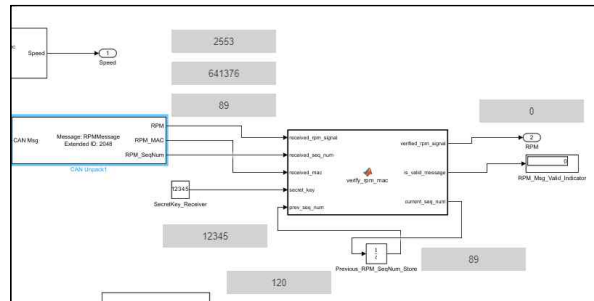 2553
641376
89
0
Speed
1
Speed
CAN Msg
Message: RPMMessage
Extended ID: 2048
RPM
RPM_MAC
RPM_SeqNum
CAN Unpack1
received_rpm_signal
received_seq_num
received_mac
secret_key
prev_seq_num
verify_rpm_mac
verified_rpm_signal
is_valid_message
current_seq_num
2
RPM
0
RPM_Msg_Valid_Indicator
12345
SecretKey_Receiver
12345
Previous_RPM_SeqNum_Store
89
120